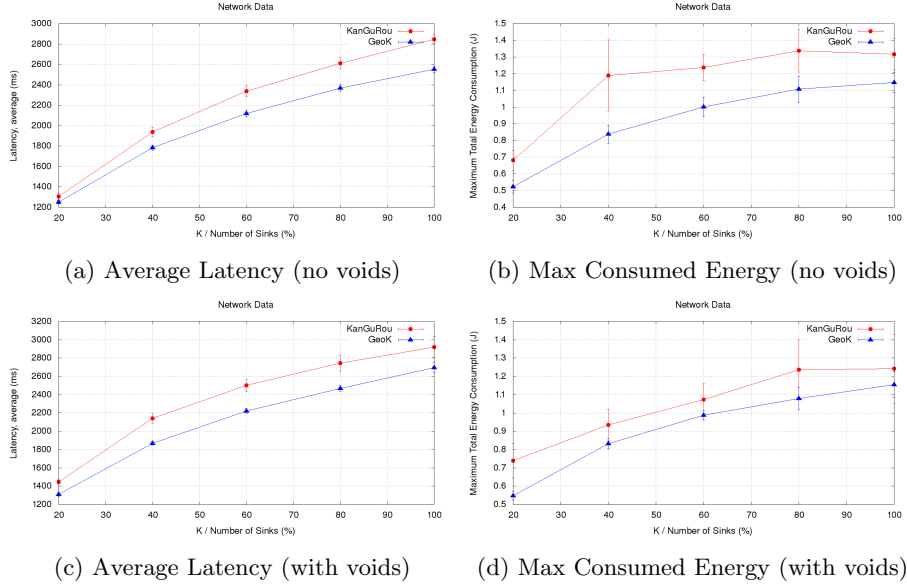 Network Data
3000
2800
2600
2400
2200
2000
1800
1600
1400
1200
Latency, average (ms)
KanGuRou
GeoK
20 30 40 50 60 70 80 90 100
K / Number of Sinks (%)
(a) Average Latency (no voids)
Network Data
1.5
1.4
1.3
1.2
1.1
1
0.9
0.8
0.7
0.6
0.5
0.4
Maximum Total Energy Consumption (J)
KanGuRou
GeoK
20 30 40 50 60 70 80 90 100
K / Number of Sinks (%)
(b) Max Consumed Energy (no voids)
Network Data
3200
3000
2800
2600
2400
2200
2000
1800
1600
1400
1200
Latency, average (ms)
KanGuRou
GeoK
20 30 40 50 60 70 80 90 100
K / Number of Sinks (%)
(c) Average Latency (with voids)
Network Data
1.5
1.4
1.3
1.2
1.1
1
0.9
0.8
0.7
0.6
0.5
Maximum Total Energy Consumption (J)
KanGuRou
GeoK
20 30 40 50 60 70 80 90 100
K / Number of Sinks (%)
(d) Max Consumed Energy (with voids)